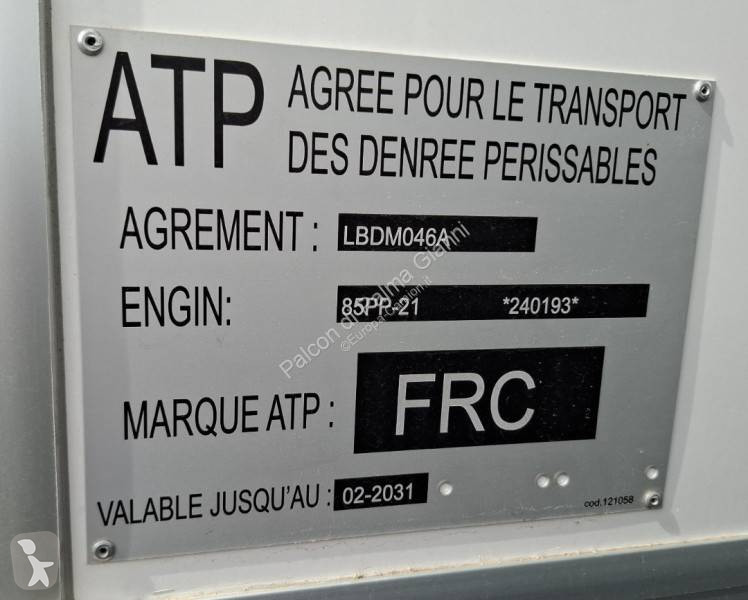 ATP
AGREE POUR LE TRANSPORT
DES DENREE PERISSABLES
AGREMENT : LBDM046A
ENGIN: 85PP-21 *240193*
MARQUE ATP : FRC
VALABLE JUSQU'AU : 02-2031
cod.121058
Palcon di Palma Gianni
©Europa-Camion.it